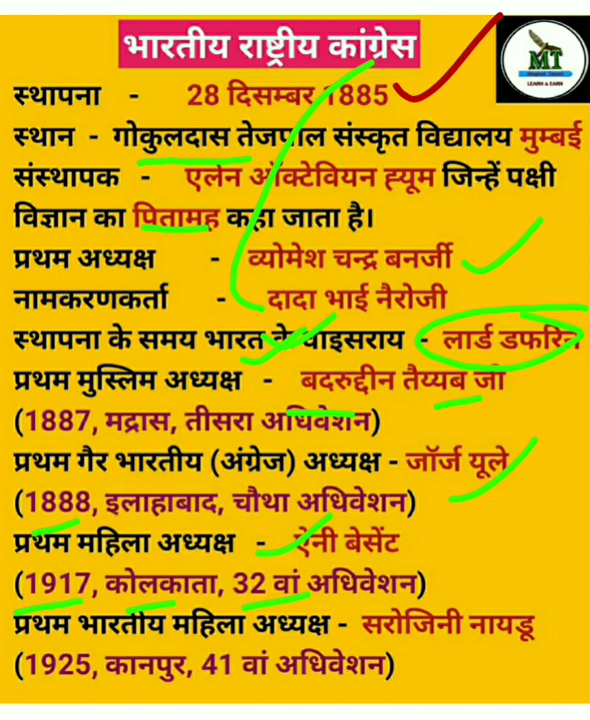 भारतीय राष्ट्रीय कांग्रेस
MT
LEARN & EARN
स्थापना - 28 दिसम्बर 1885
स्थान - गोकुलदास तेजपाल संस्कृत विद्यालय मुम्बई
संस्थापक - एलेन ऑक्टेवियन ह्यूम जिन्हें पक्षी
विज्ञान का पितामह कहा जाता है।
प्रथम अध्यक्ष - व्योमेश चन्द्र बनर्जी
नामकरणकर्ता - दादा भाई नैरोजी
स्थापना के समय भारत के वाइसराय - लार्ड डफरिन
प्रथम मुस्लिम अध्यक्ष - बदरुद्दीन तैय्यब जी
(1887, मद्रास, तीसरा अधिवेशन)
प्रथम गैर भारतीय (अंग्रेज) अध्यक्ष - जॉर्ज यूले
(1888, इलाहाबाद, चौथा अधिवेशन)
प्रथम महिला अध्यक्ष - ऐनी बेसेंट
(1917, कोलकाता, 32 वां अधिवेशन)
प्रथम भारतीय महिला अध्यक्ष - सरोजिनी नायडू
(1925, कानपुर, 41 वां अधिवेशन)